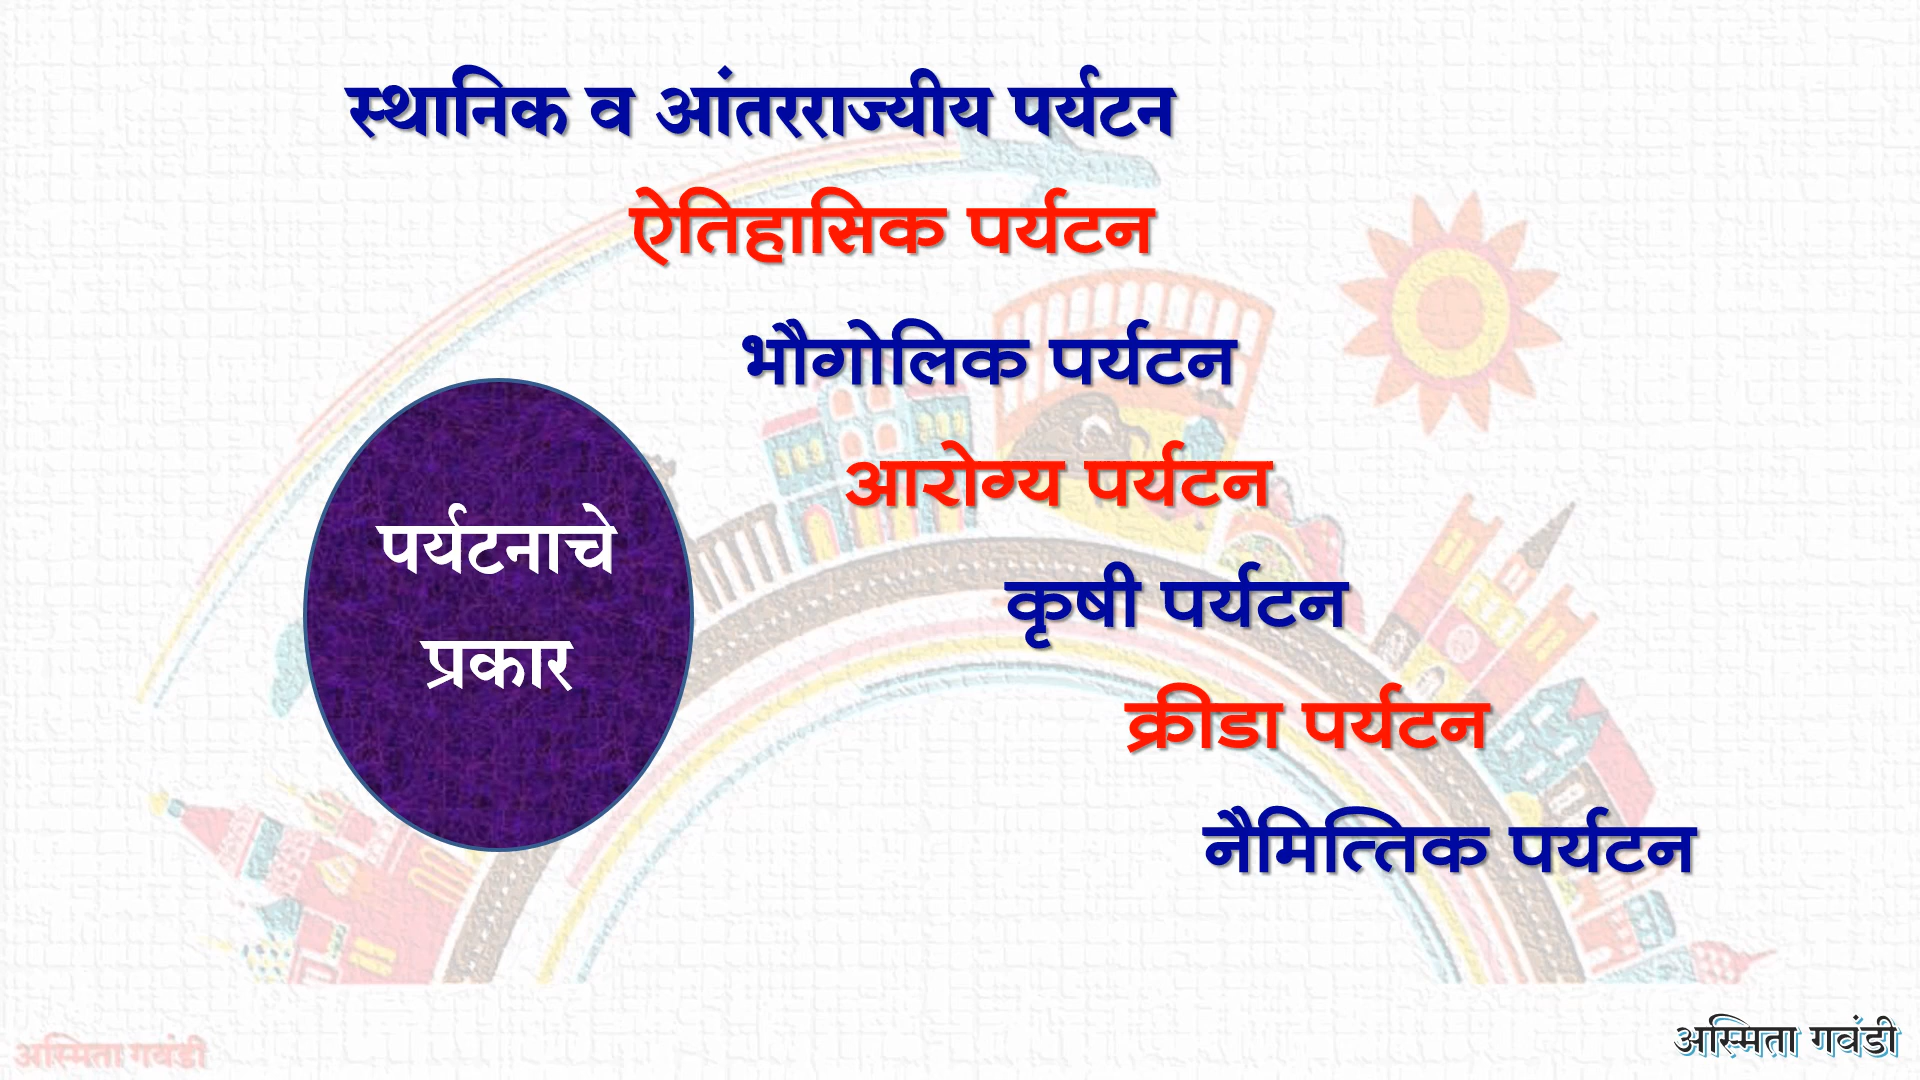 स्थानिक व आंतरराज्यीय पर्यटन
ऐतिहासिक पर्यटन
भौगोलिक पर्यटन
आरोग्य पर्यटन
पर्यटनाचे
प्रकार
कृषी पर्यटन
क्रीडा पर्यटन
नैमित्तिक पर्यटन
अस्मिता गवंडी
अस्मिता गवंडी